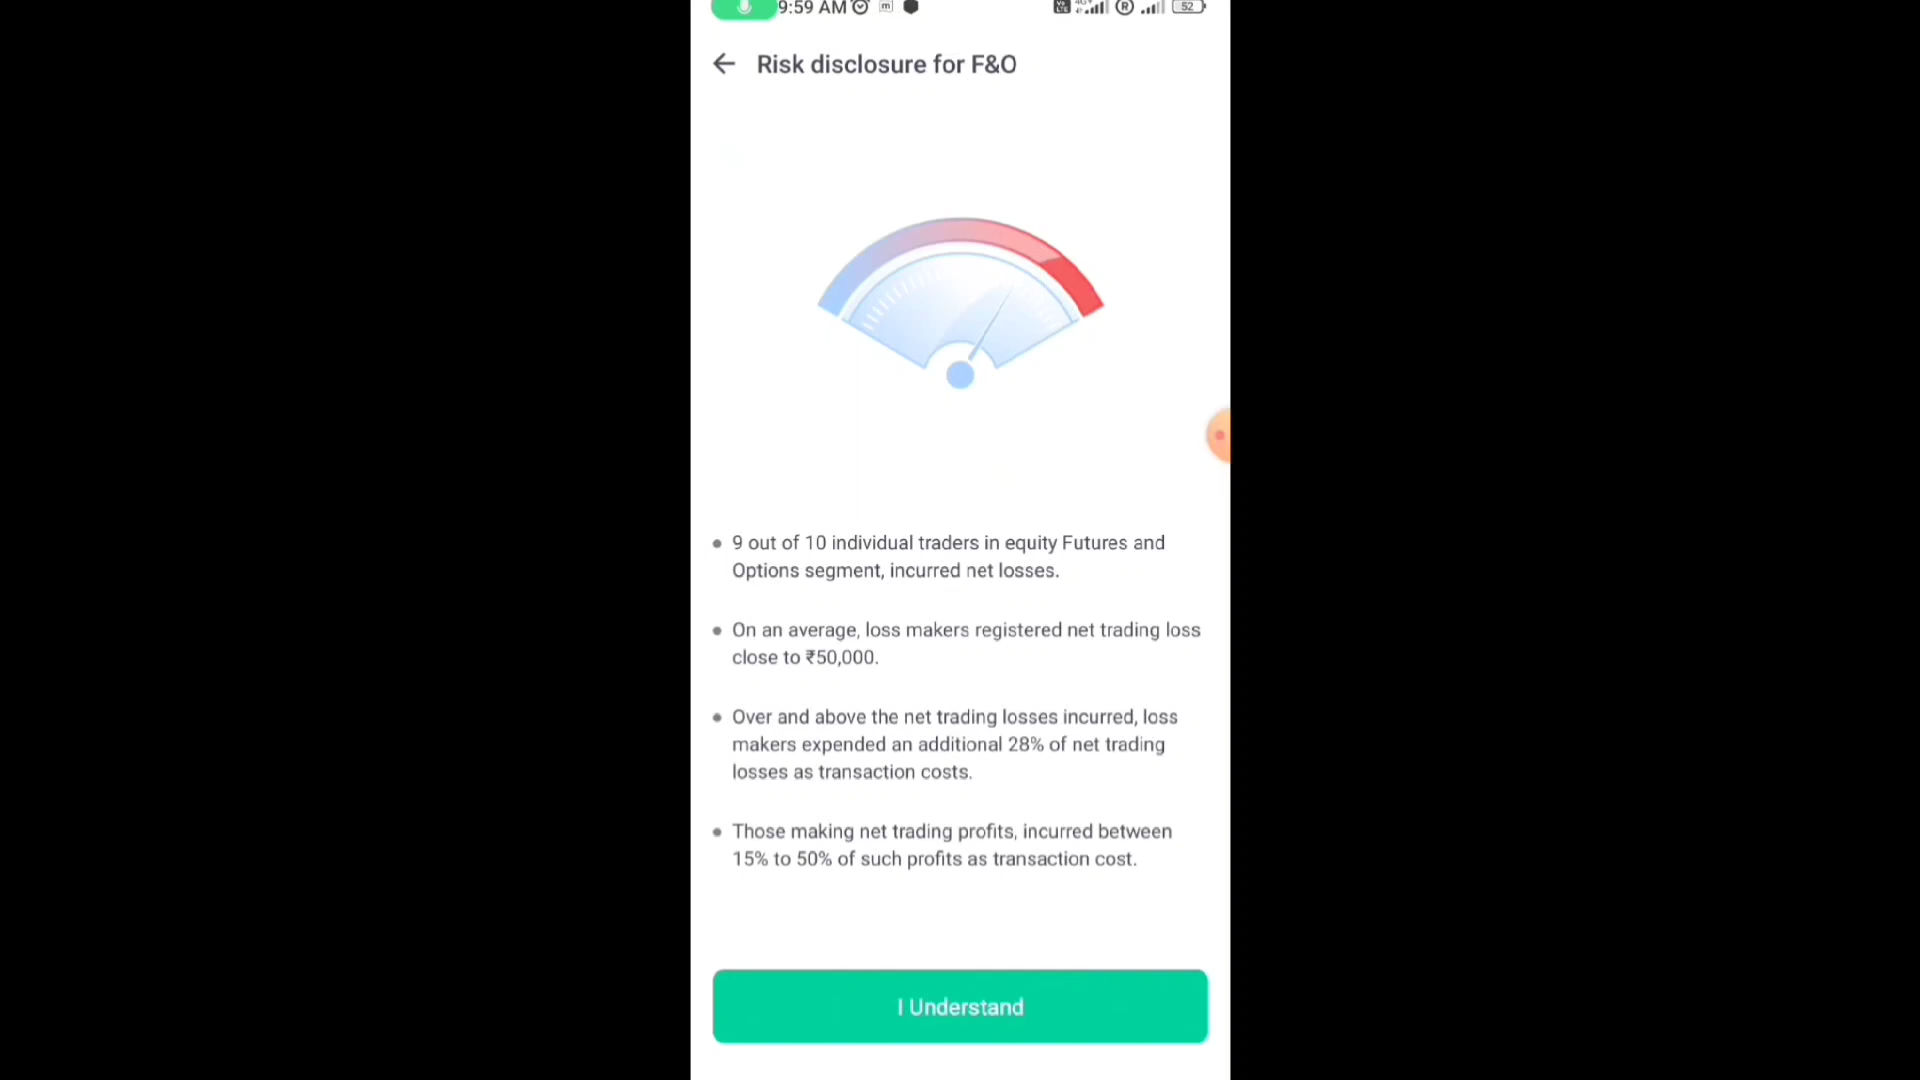 9:59 AM
52
Risk disclosure for F&O
9 out of 10 individual traders in equity Futures and
Options segment, incurred net losses.
On an average, loss makers registered net trading loss
close to ₹50,000.
Over and above the net trading losses incurred, loss
makers expended an additional 28% of net trading
losses as transaction costs.
Those making net trading profits, incurred between
15% to 50% of such profits as transaction cost.
I Understand